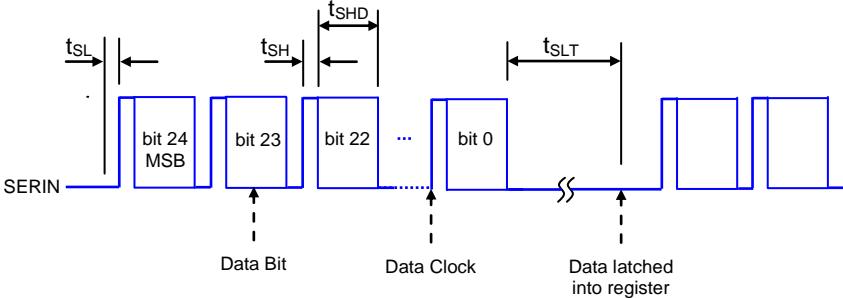 tSHD
tSL tSH tSLT
bit 24 bit 23 bit 22 ... bit 0
MSB
SERIN
Data Bit Data Clock Data latched
into register